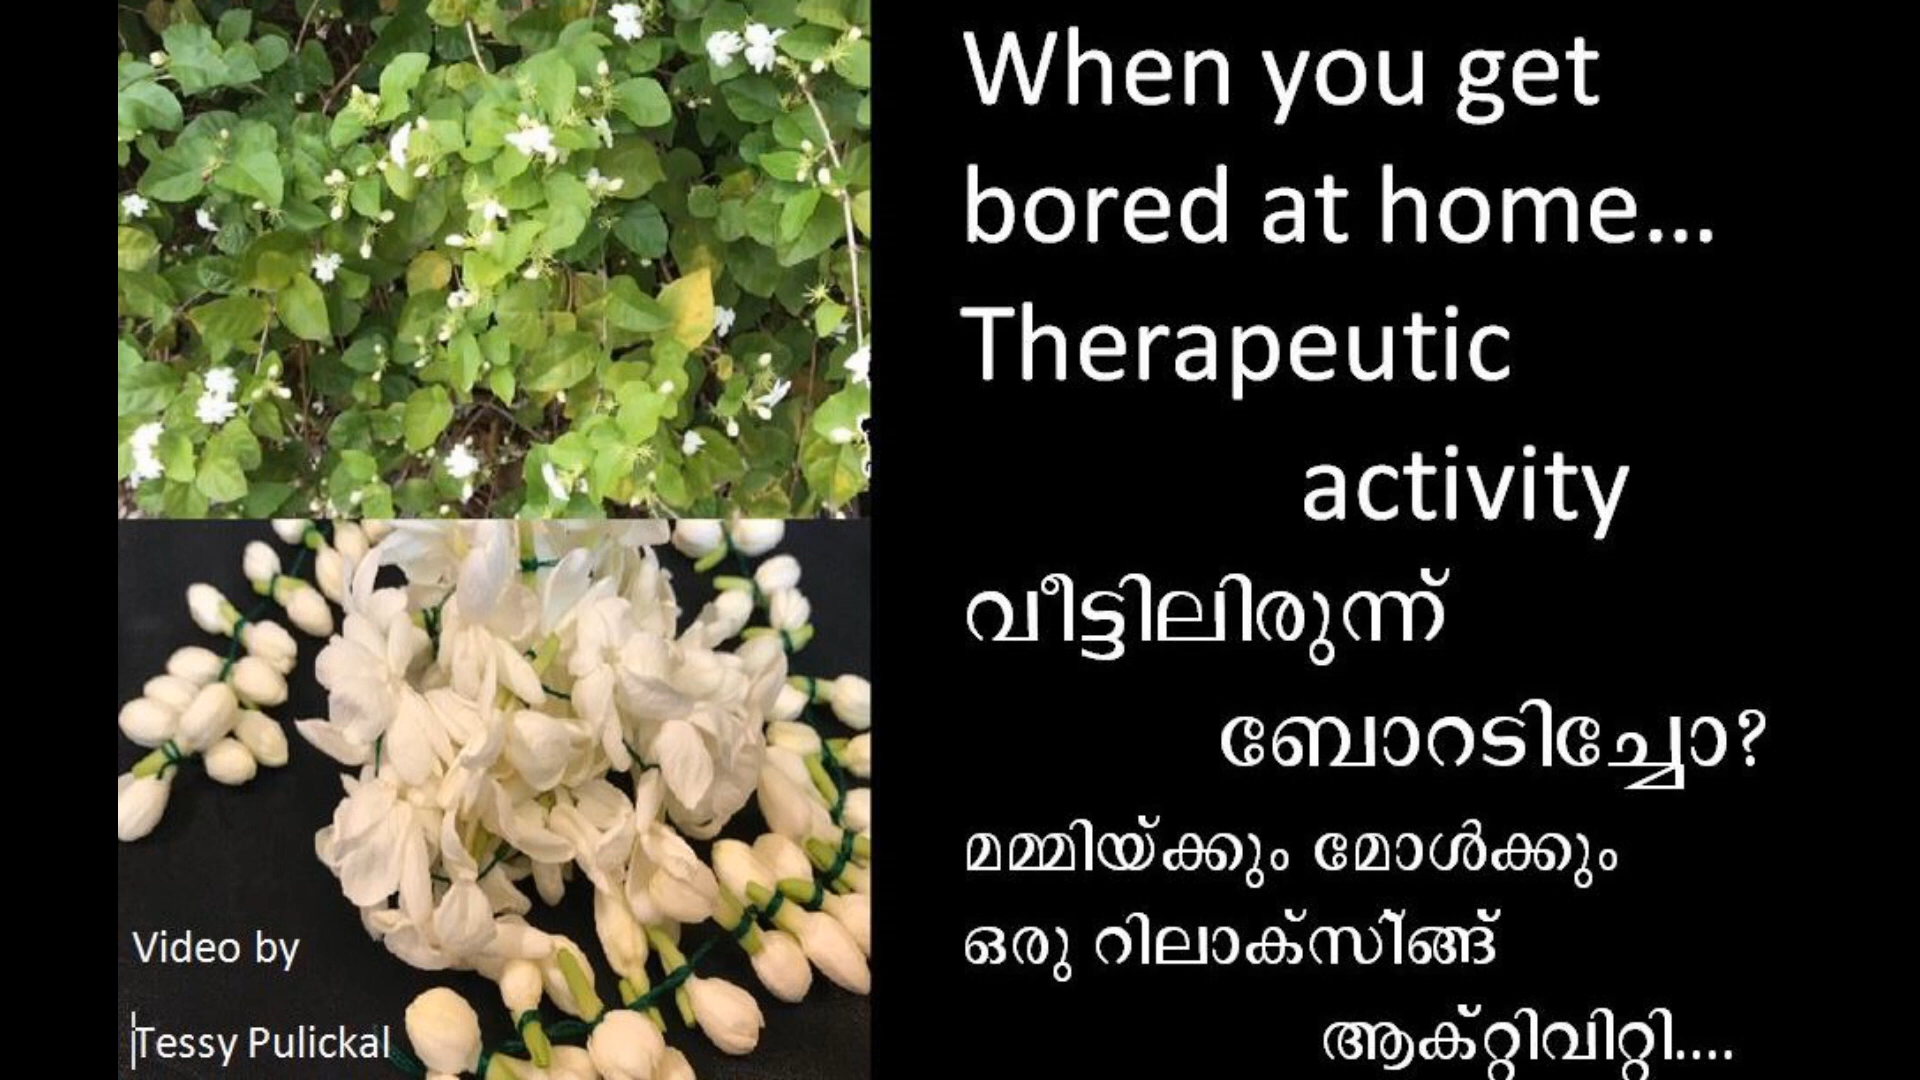 When you get
bored at home...
Therapeutic
activity
വീട്ടിലിരുന്ന്
ബോറടിച്ചോ?
മമ്മിയ്ക്കും മോൾക്കും
ഒരു റിലാക്സിങ്ങ്
ആക്റ്റിവിറ്റി....
Video by
Tessy Pulickal